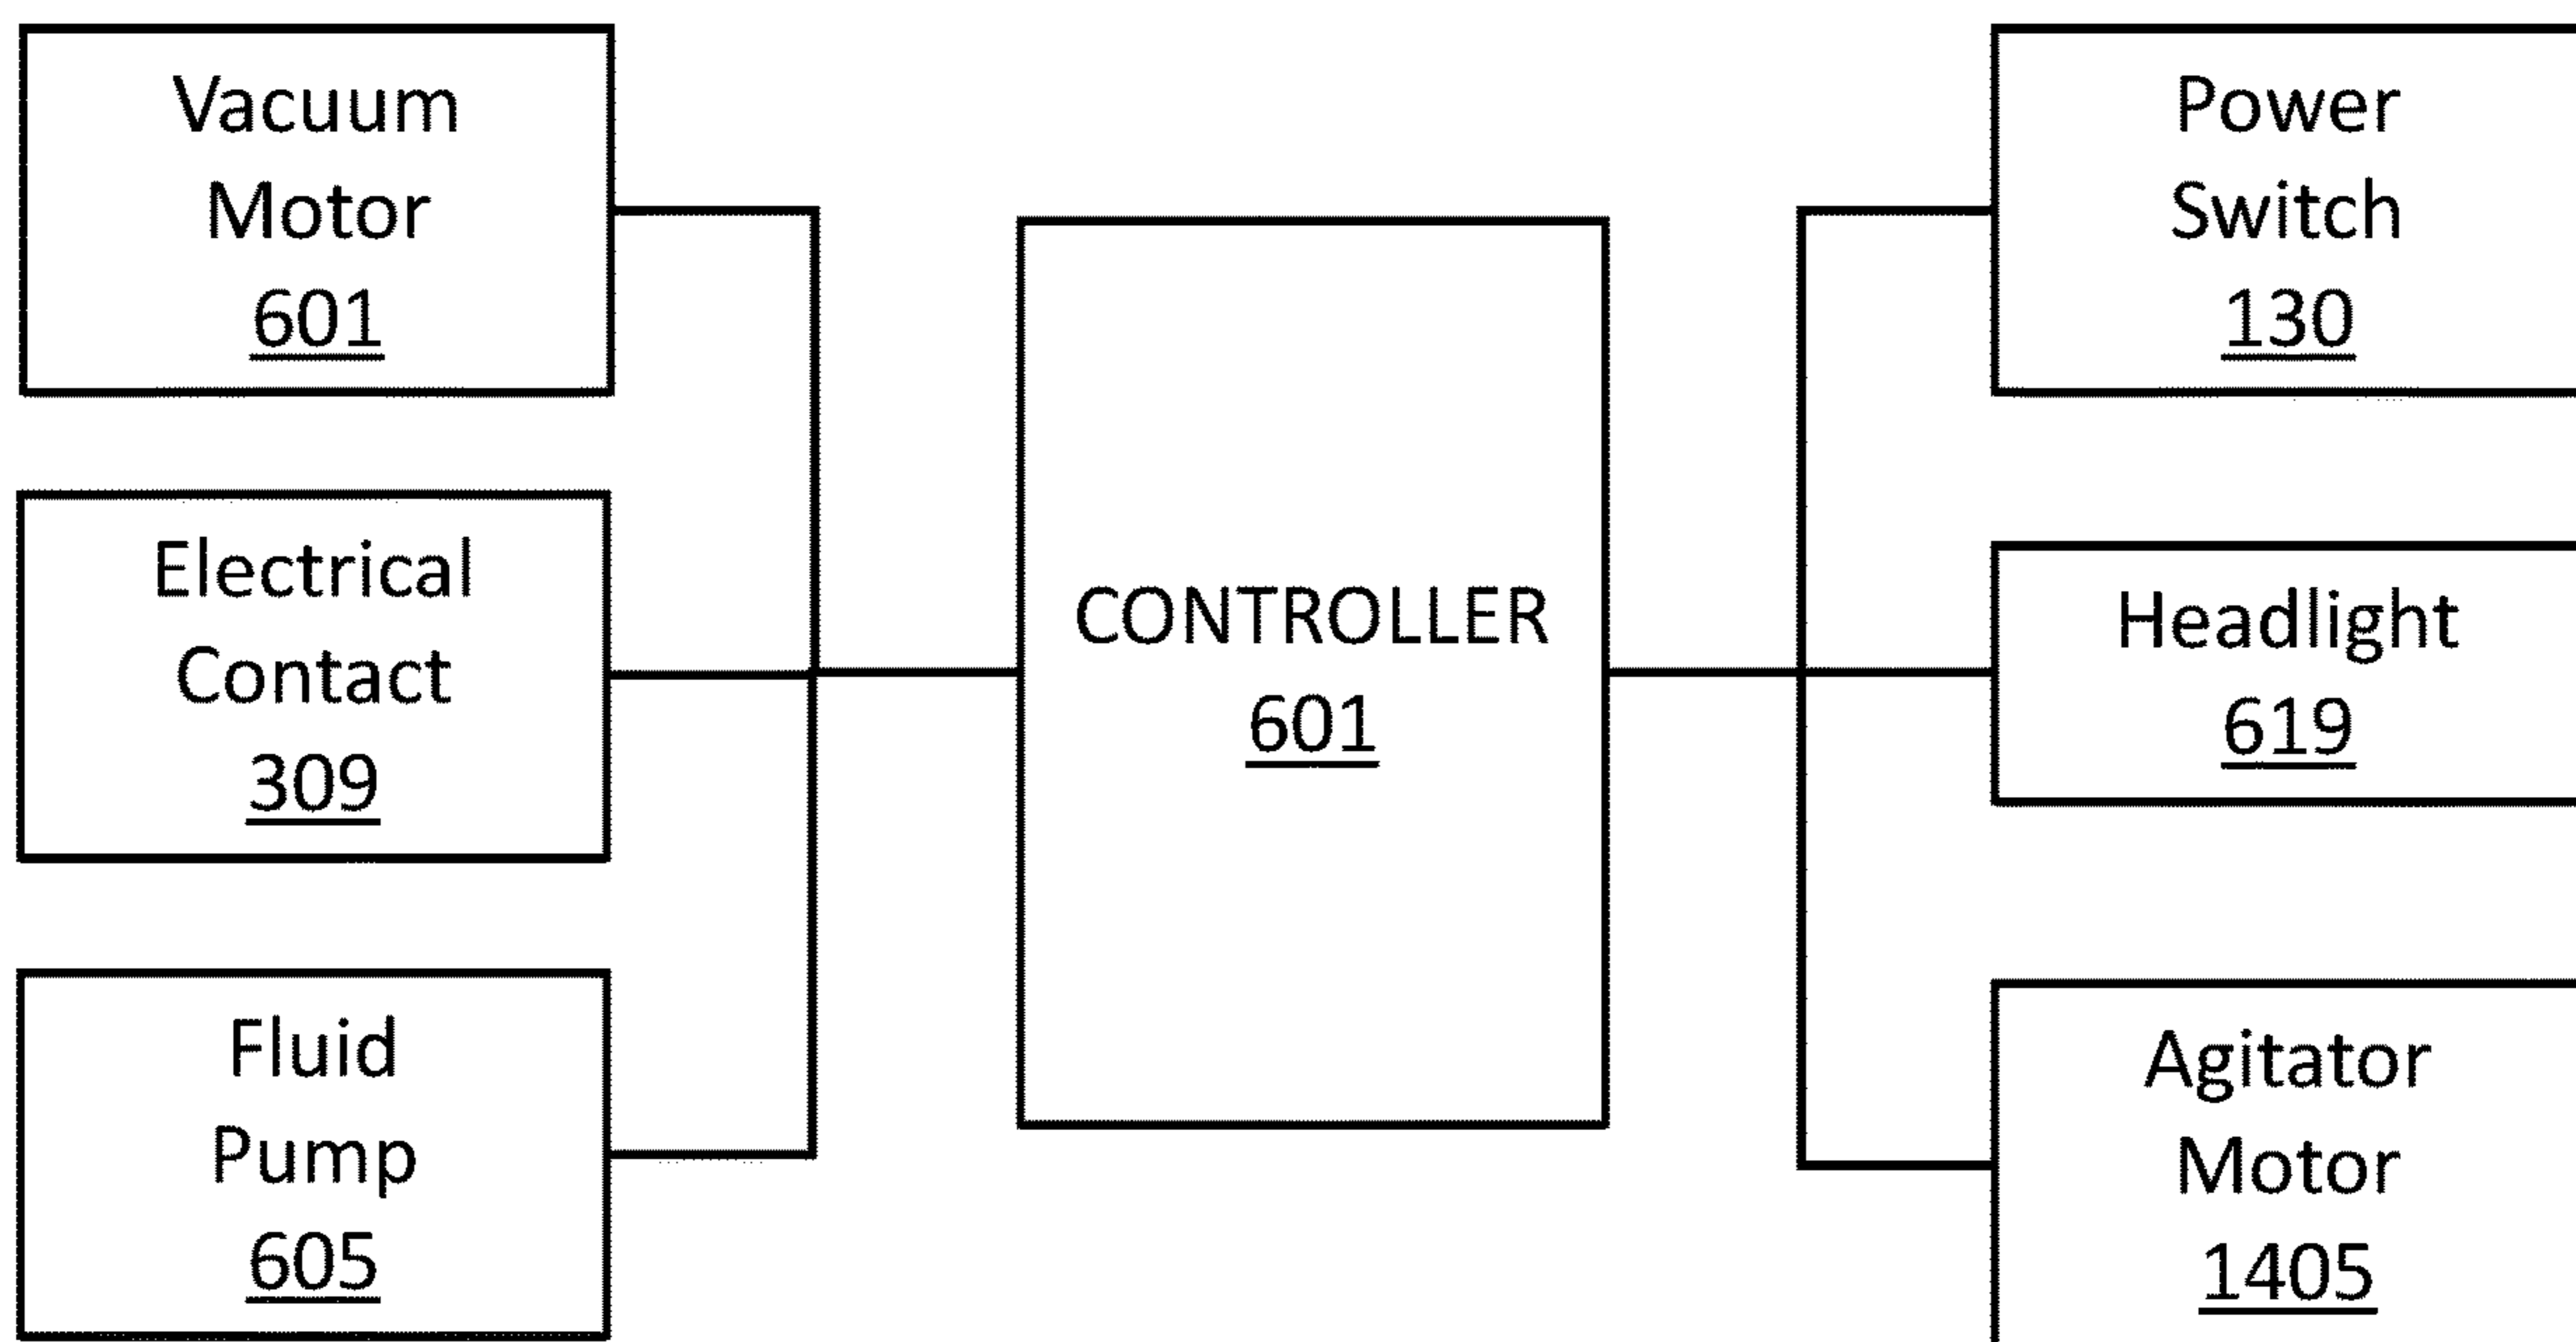 Vacuum
Motor
601
Electrical
Contact
309
Fluid
Pump
605
CONTROLLER
601
Power
Switch
130
Headlight
619
Agitator
Motor
1405